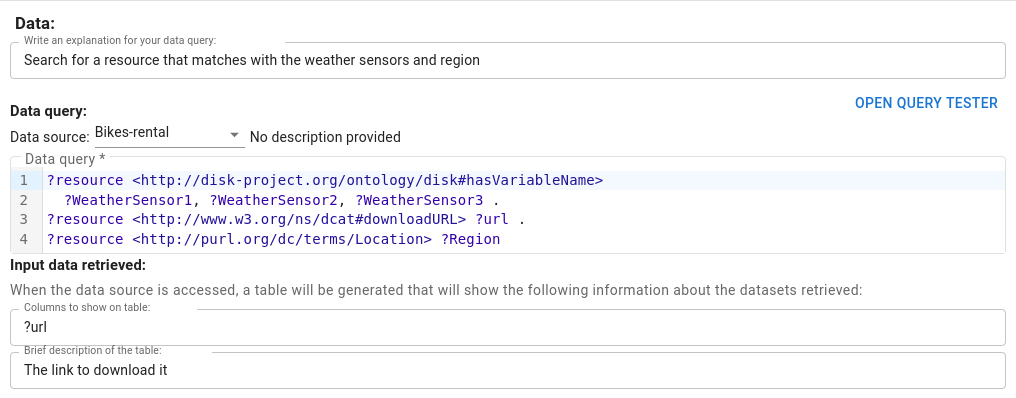 Data:
Write an explanation for your data query:
Search for a resource that matches with the weather sensors and region
OPEN QUERY TESTER
Data query:
Data source: Bikes-rental No description provided
Data query *
1 ?resource <http://disk-project.org/ontology/disk#hasVariableName>
2 ?WeatherSensor1, ?WeatherSensor2, ?WeatherSensor3 .
3 ?resource <http://www.w3.org/ns/dcat#downloadURL> ?url .
4 ?resource <http://purl.org/dc/terms/Location> ?Region
Input data retrieved:
When the data source is accessed, a table will be generated that will show the following information about the datasets retrieved:
Columns to show on table:
?url
Brief description of the table:
The link to download it